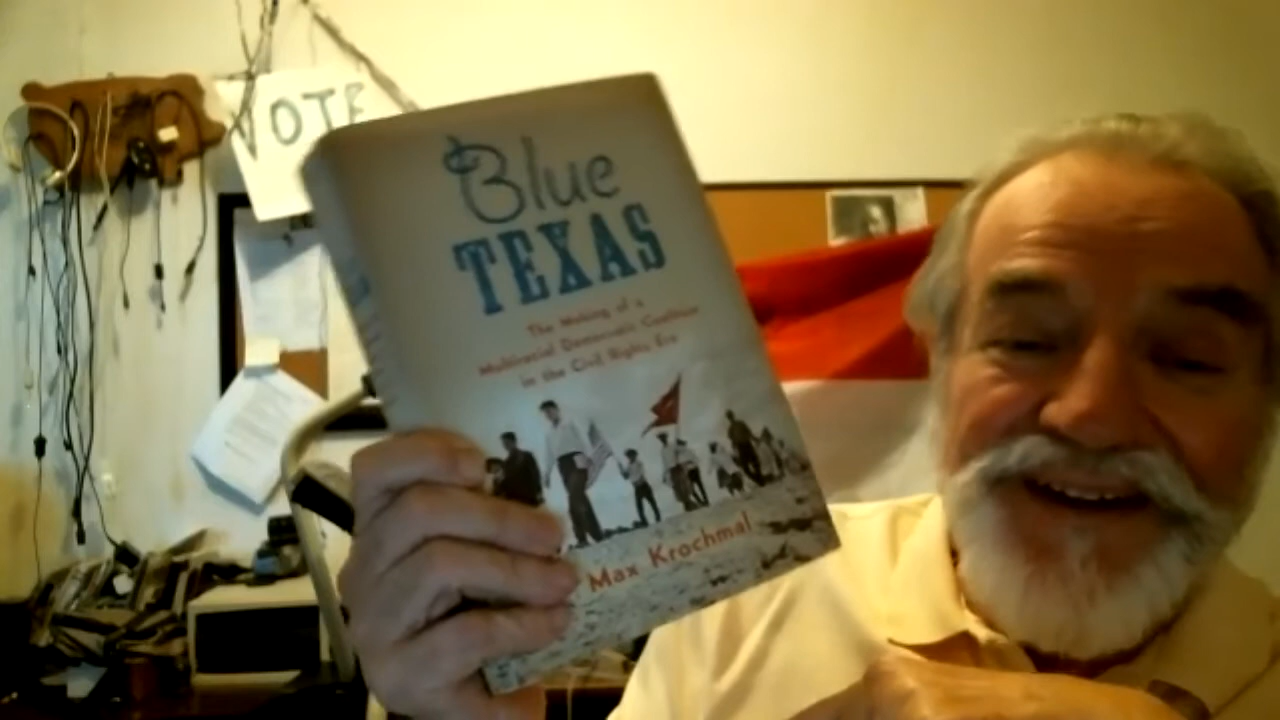 VOTE
Blue
TEXAS
The Making of a
Multiracial Democratic Coalition
in the Civil Rights Era
Max Krochmal